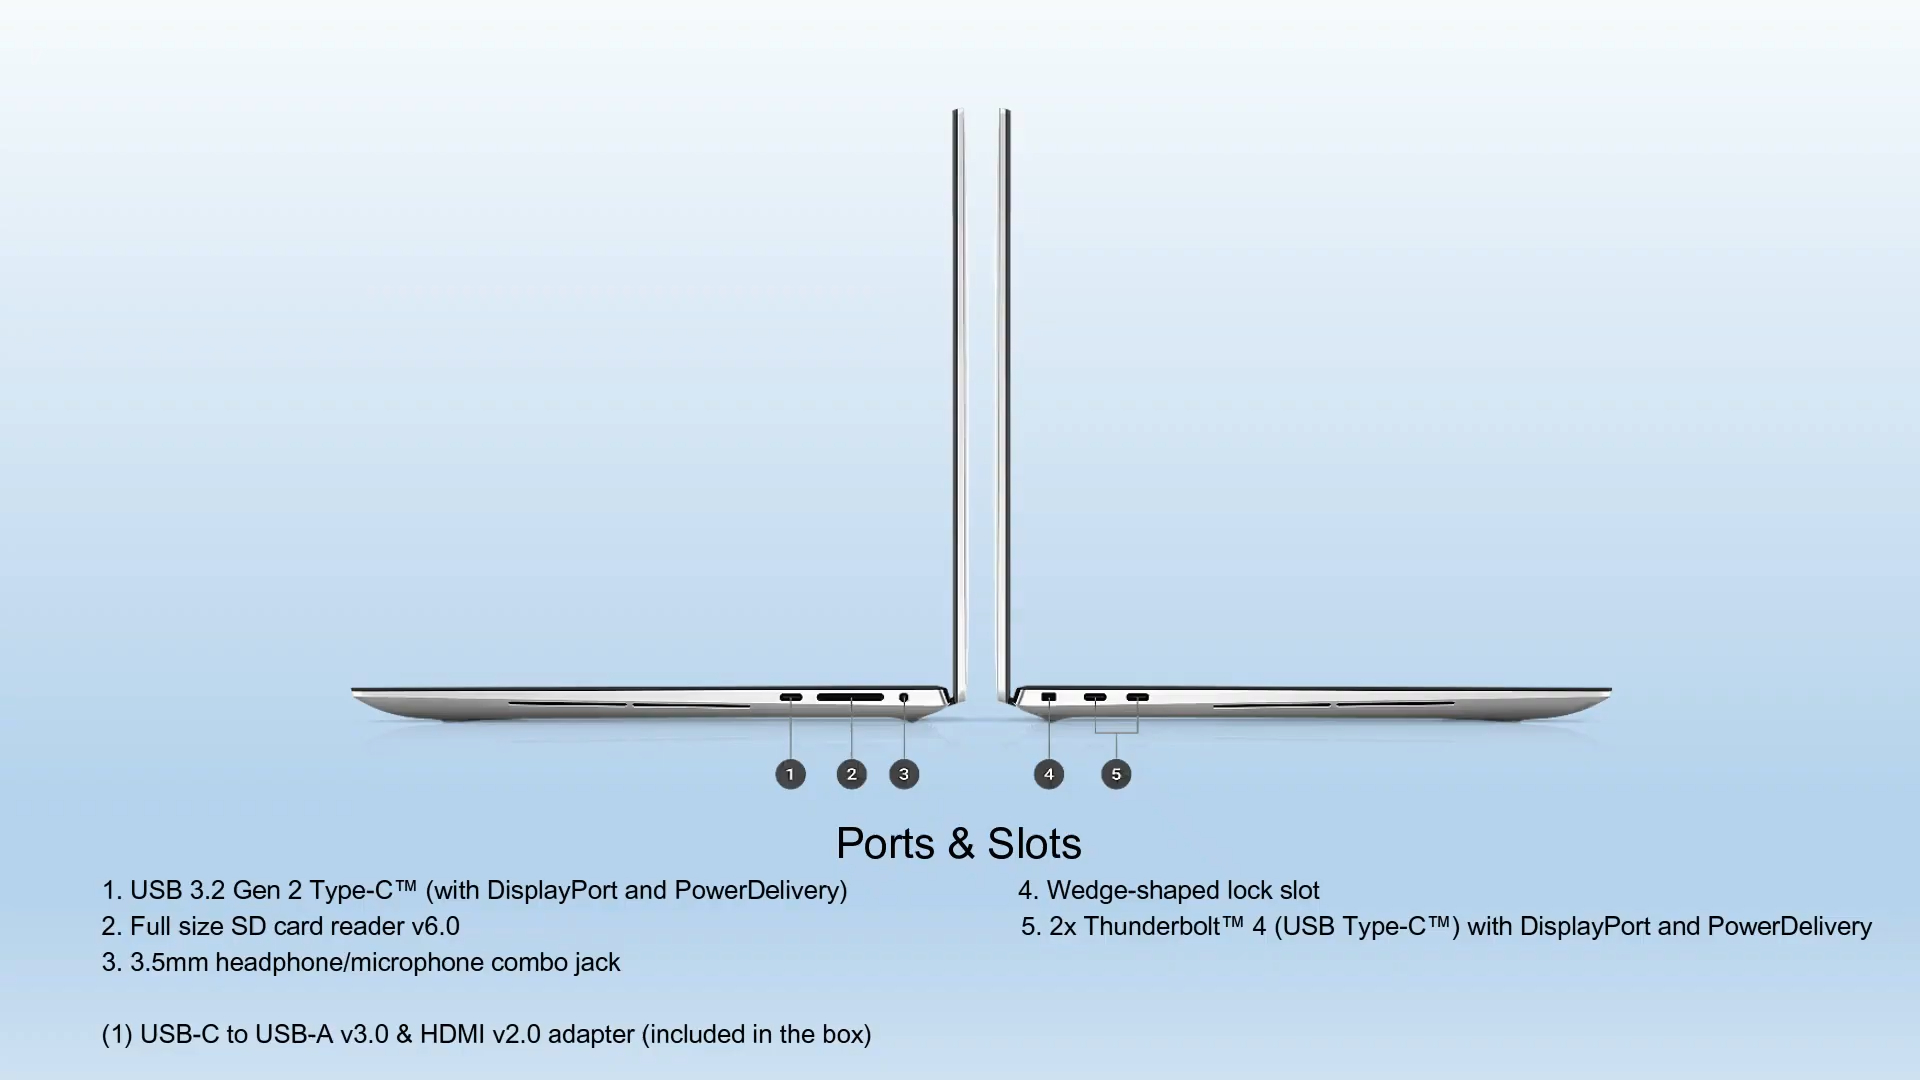 1
2
3
4
5
Ports & Slots
1. USB 3.2 Gen 2 Type-C™ (with DisplayPort and PowerDelivery)
2. Full size SD card reader v6.0
3. 3.5mm headphone/microphone combo jack
(1) USB-C to USB-A v3.0 & HDMI v2.0 adapter (included in the box)
4. Wedge-shaped lock slot
5. 2x Thunderbolt™ 4 (USB Type-C™) with DisplayPort and PowerDelivery